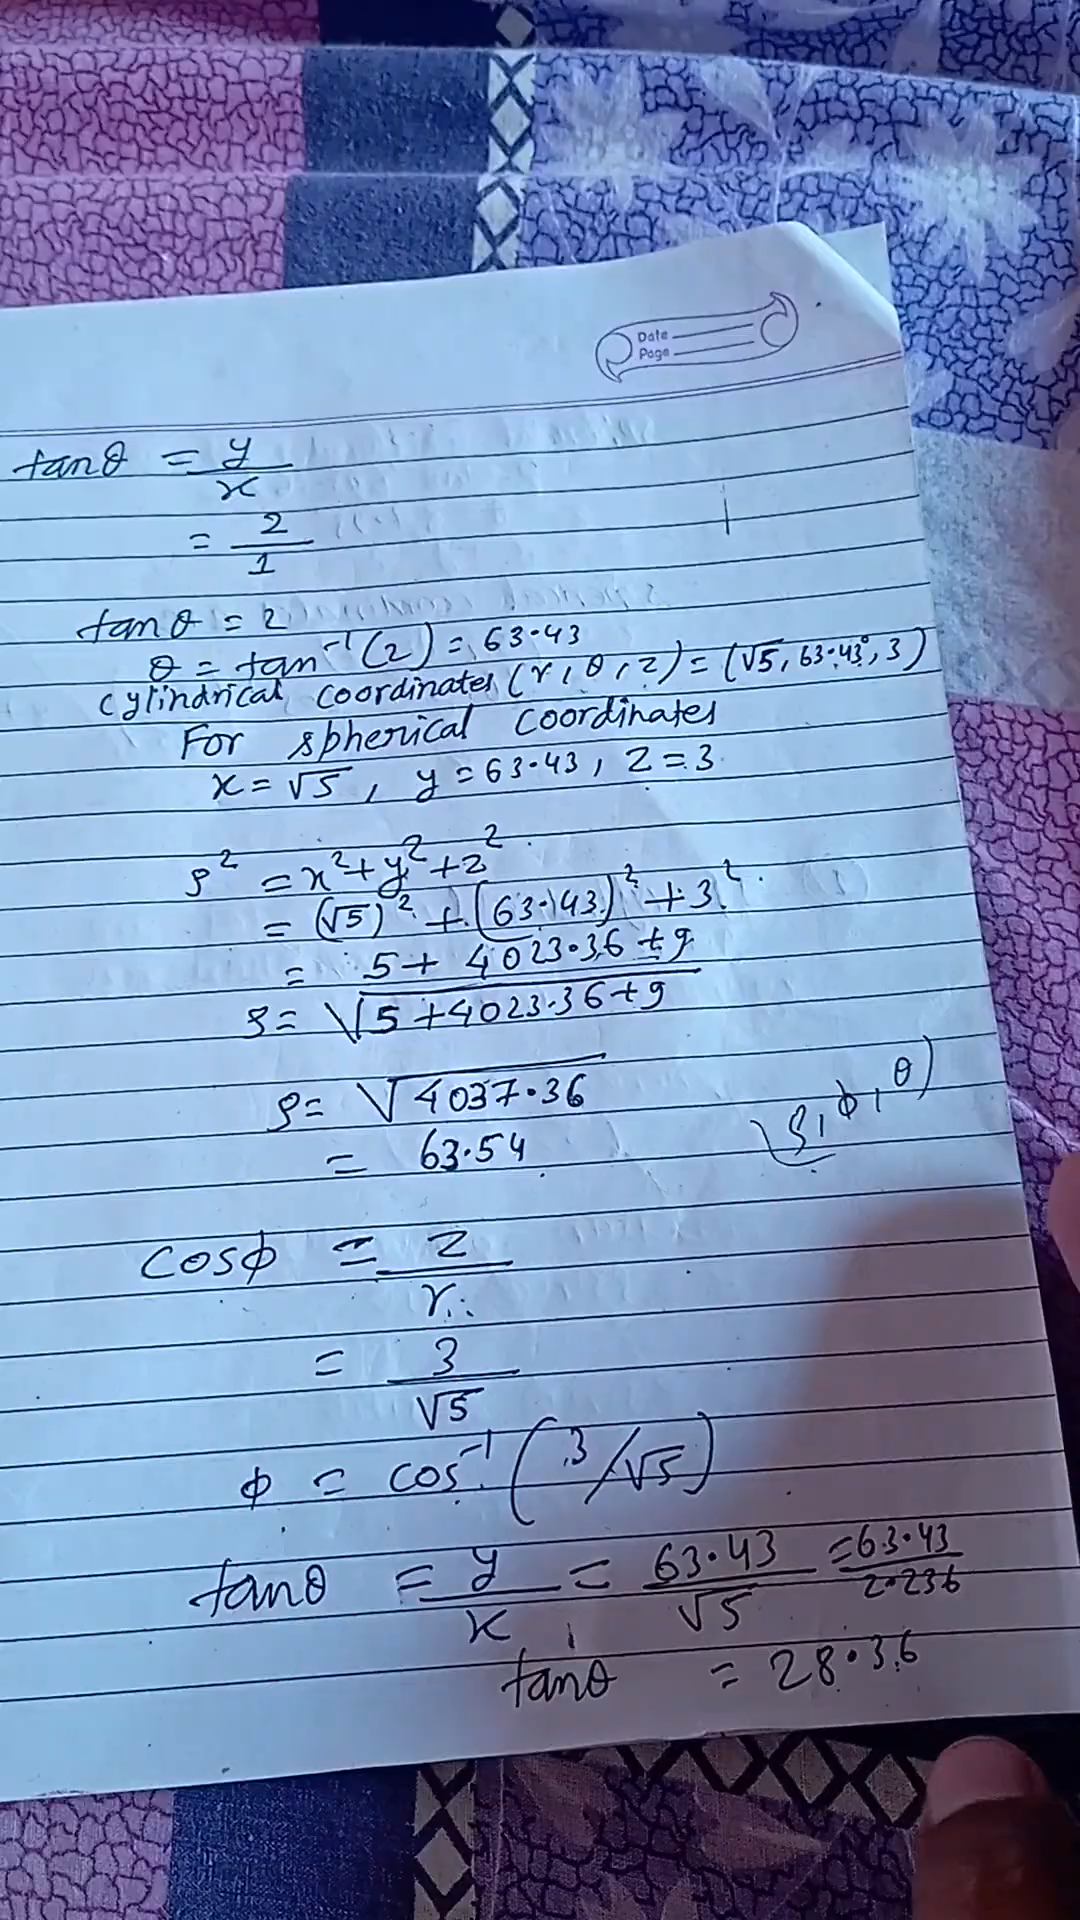 Date
Page
tanθ = y/x
= 2/1
tanθ = 2
θ = tan⁻¹(2) = 63.43
cylindrical coordinates (r, θ, z) = (√5, 63.43°, 3)
For spherical coordinates
x = √5, y = 63.43, z = 3
ρ² = x² + y² + z²
= (√5)² + (63.43)² + 3²
= 5 + 4023.36 + 9
ρ = √5 + 4023.36 + 9
ρ = √4037.36
= 63.54
(ρ, ϕ, θ)
cosϕ = z/r
= 3/√5
ϕ = cos⁻¹(3/√5)
tanθ = y/x = 63.43/√5 = 63.43/2.236
tanθ = 28.36